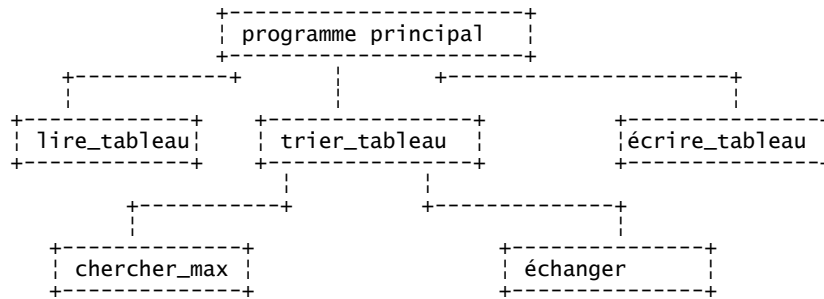 programme principal
lire_tableau
trier_tableau
écrire_tableau
chercher_max
échanger